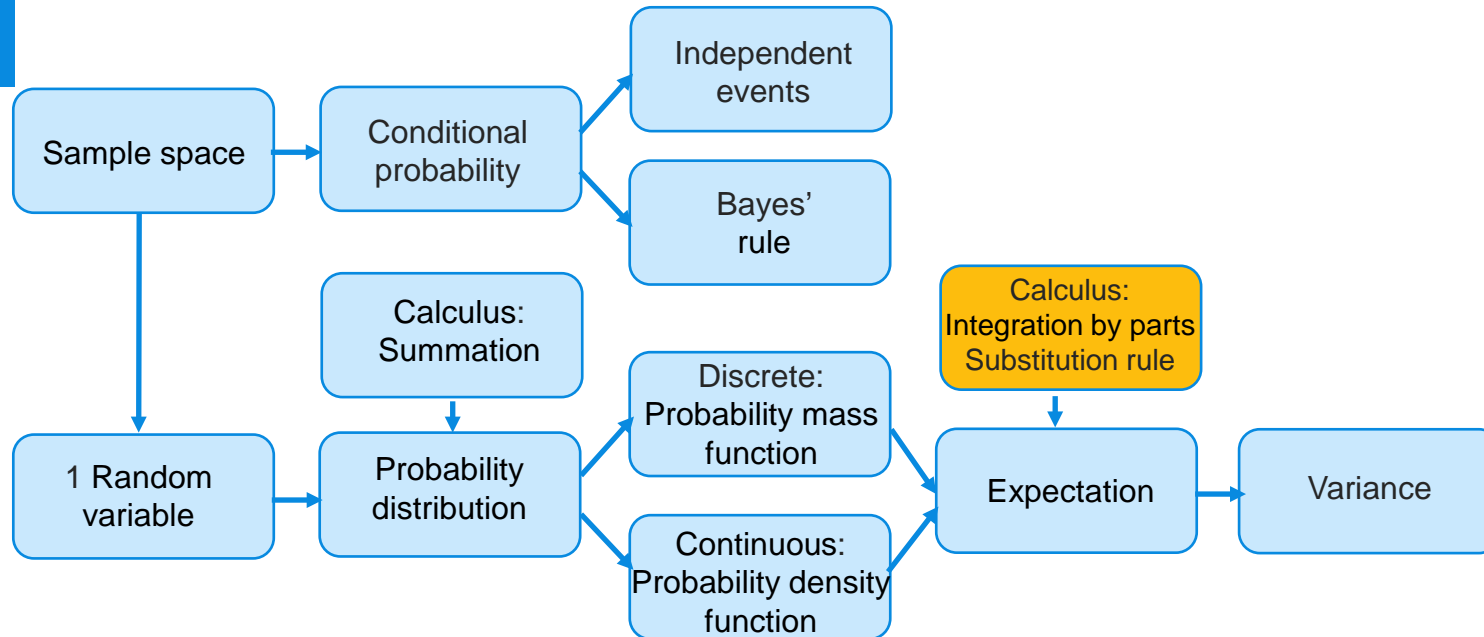 Independent
events
Sample space
Conditional
probability
Bayes’
rule
Calculus:
Summation
Calculus:
Integration by parts
Substitution rule
Discrete:
Probability mass
function
1 Random
variable
Probability
distribution
Expectation
Variance
Continuous:
Probability density
function